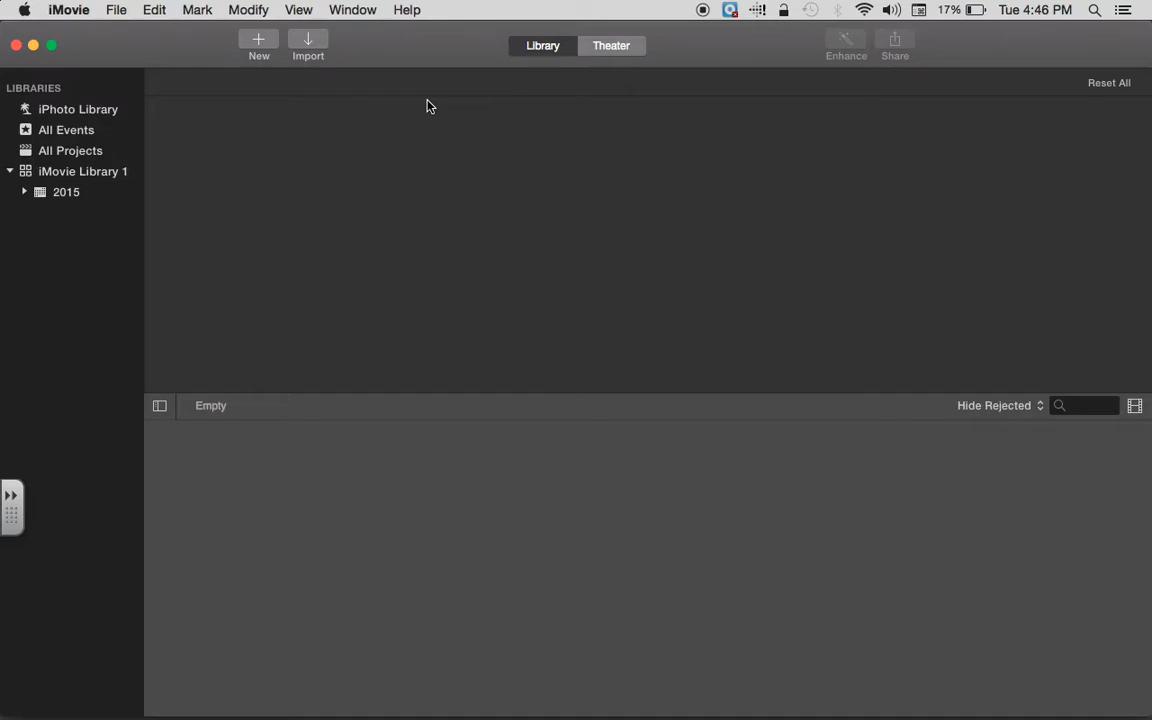 iMovie File Edit Mark Modify View Window Help 17% Tue 4:46 PM
New Import Library Theater Enhance Share
LIBRARIES
Reset All
iPhoto Library
All Events
All Projects
iMovie Library 1
2015
Empty Hide Rejected